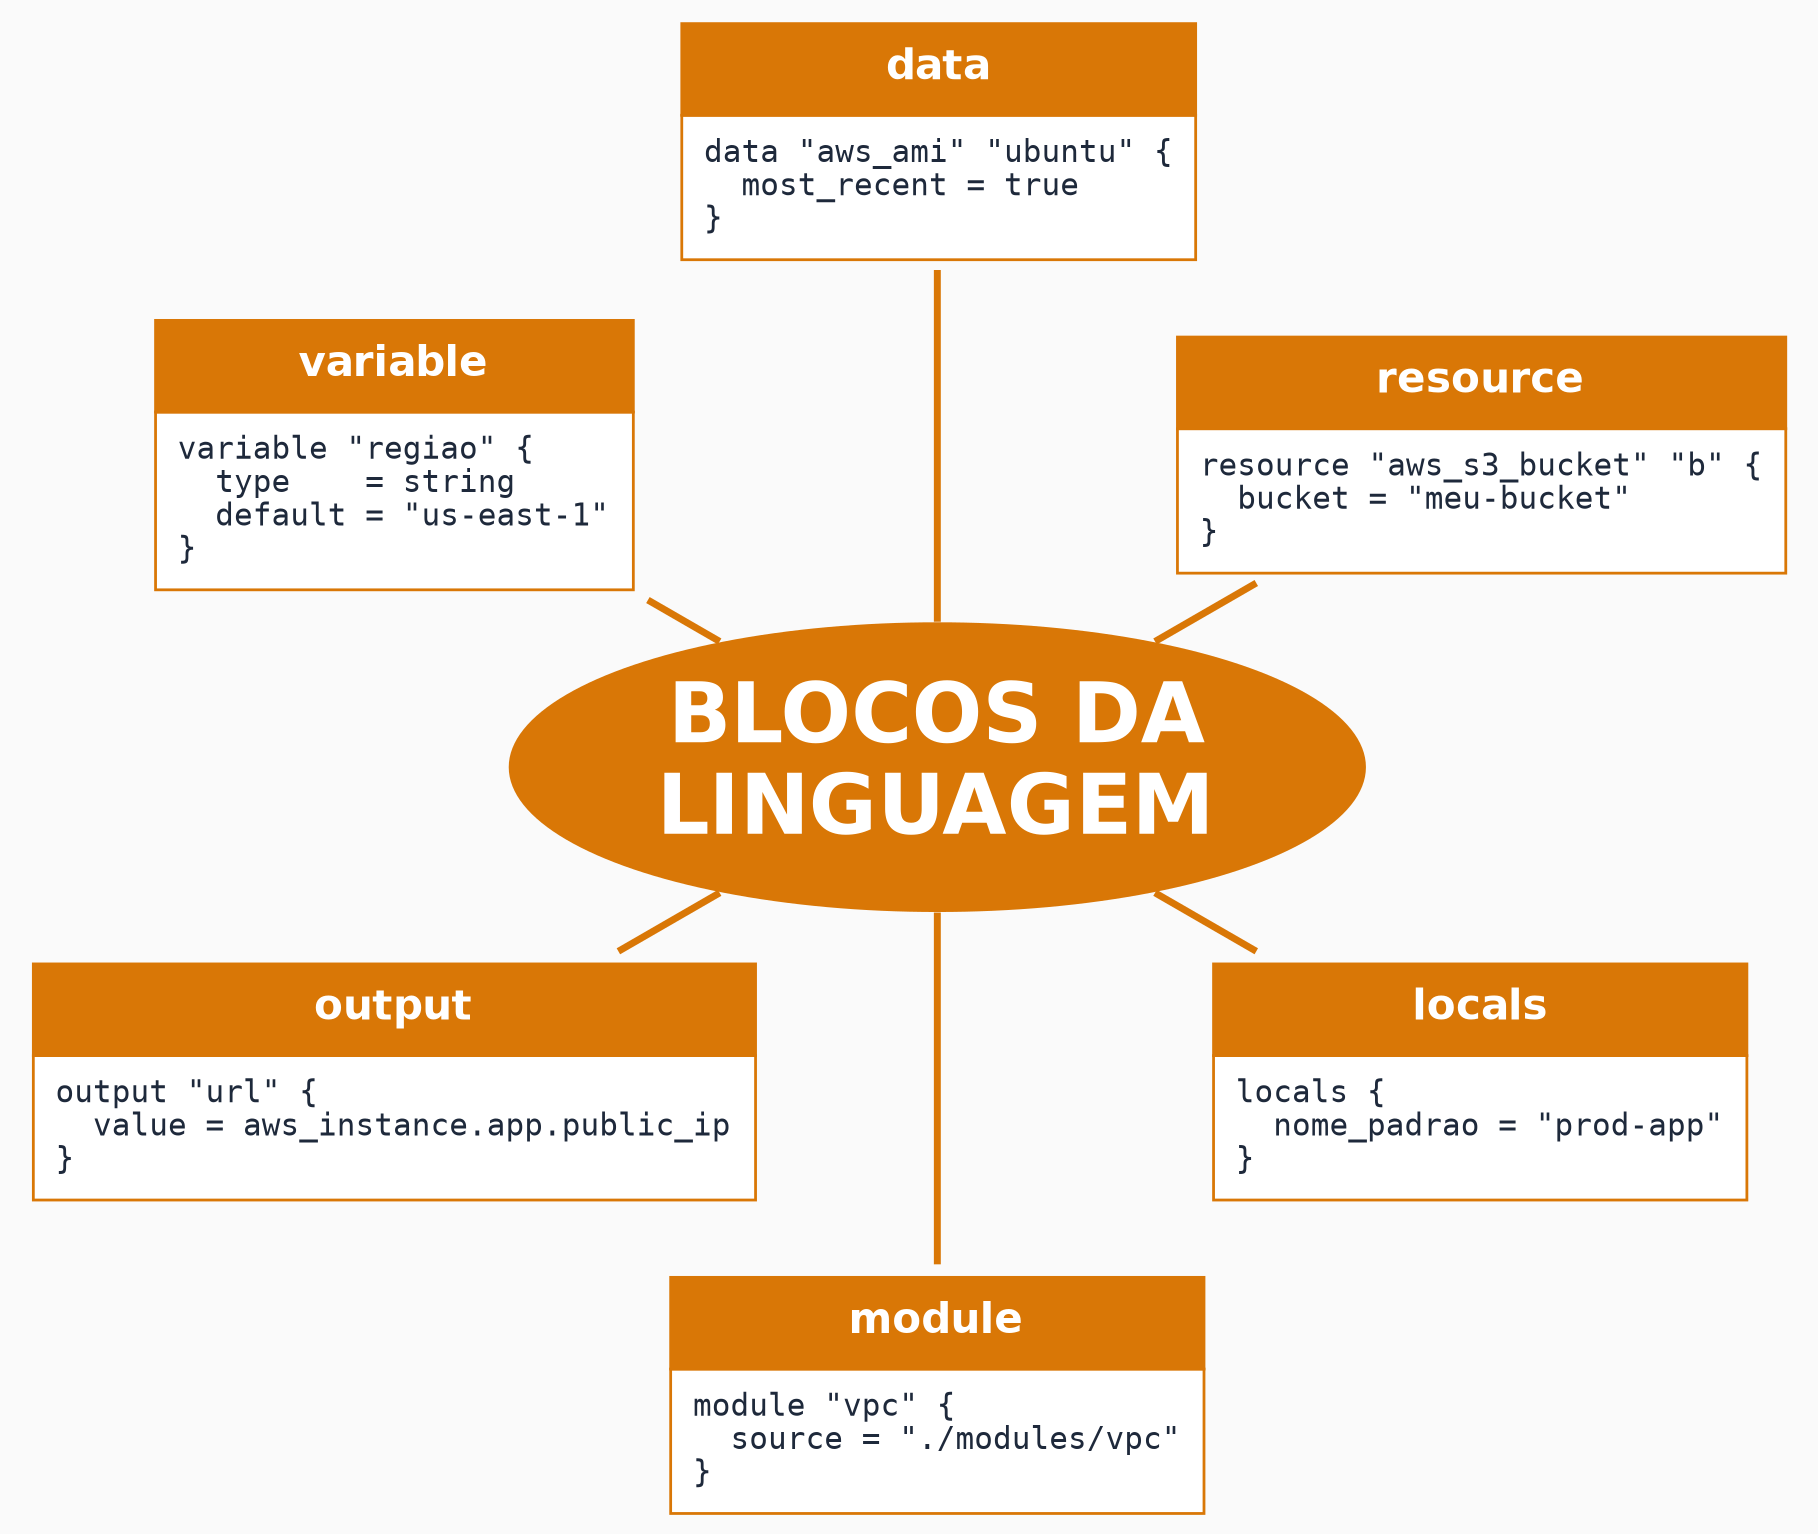 data
data "aws_ami" "ubuntu" {
  most_recent = true
}
variable
variable "regiao" {
  type    = string
  default = "us-east-1"
}
resource
resource "aws_s3_bucket" "b" {
  bucket = "meu-bucket"
}
BLOCOS DA
LINGUAGEM
output
output "url" {
  value = aws_instance.app.public_ip
}
locals
locals {
  nome_padrao = "prod-app"
}
module
module "vpc" {
  source = "./modules/vpc"
}